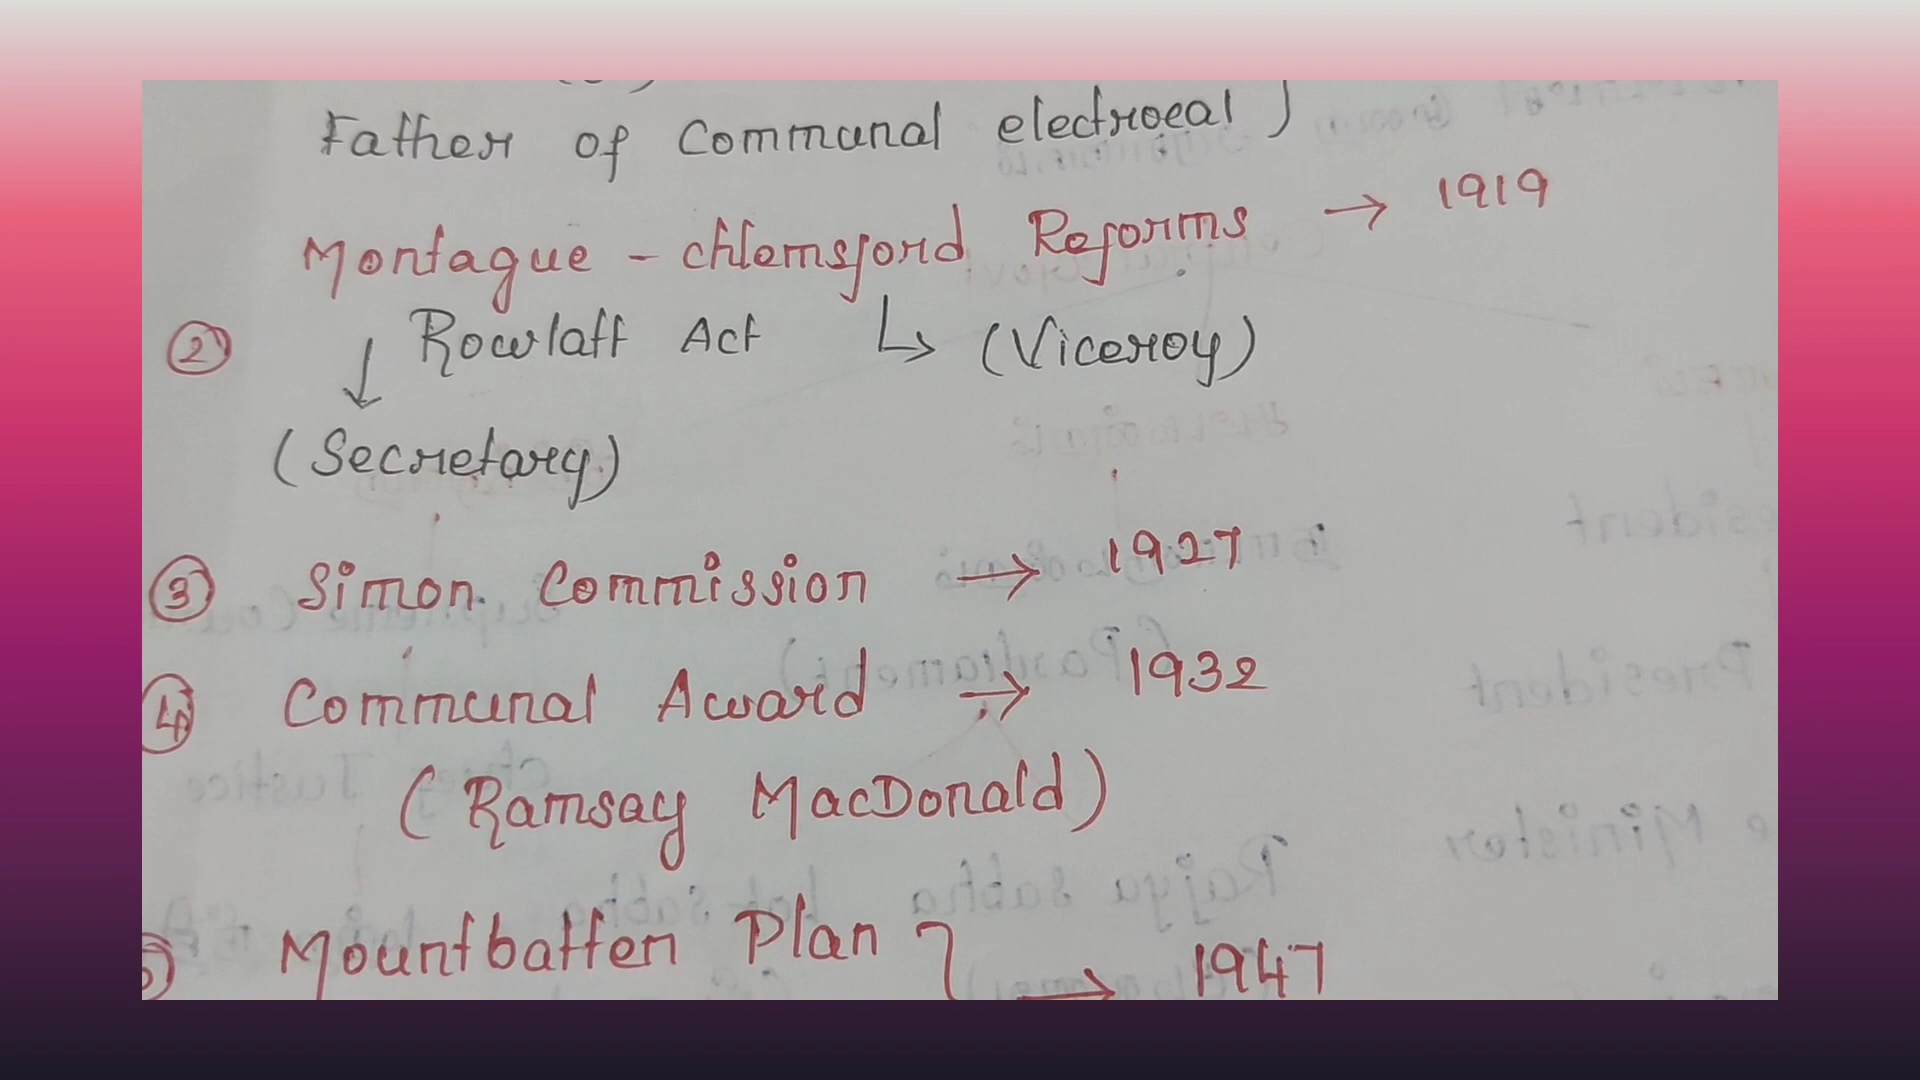 Father of Communal electroral)
Montague - chlemsford Reforms → 1919
② Rowlatt Act ↳ (Viceroy)
↓
(Secretary)
③ Simon Commission → 1927
④ Communal Award → 1932
(Ramsay MacDonald)
Mountbatten Plan } → 1947